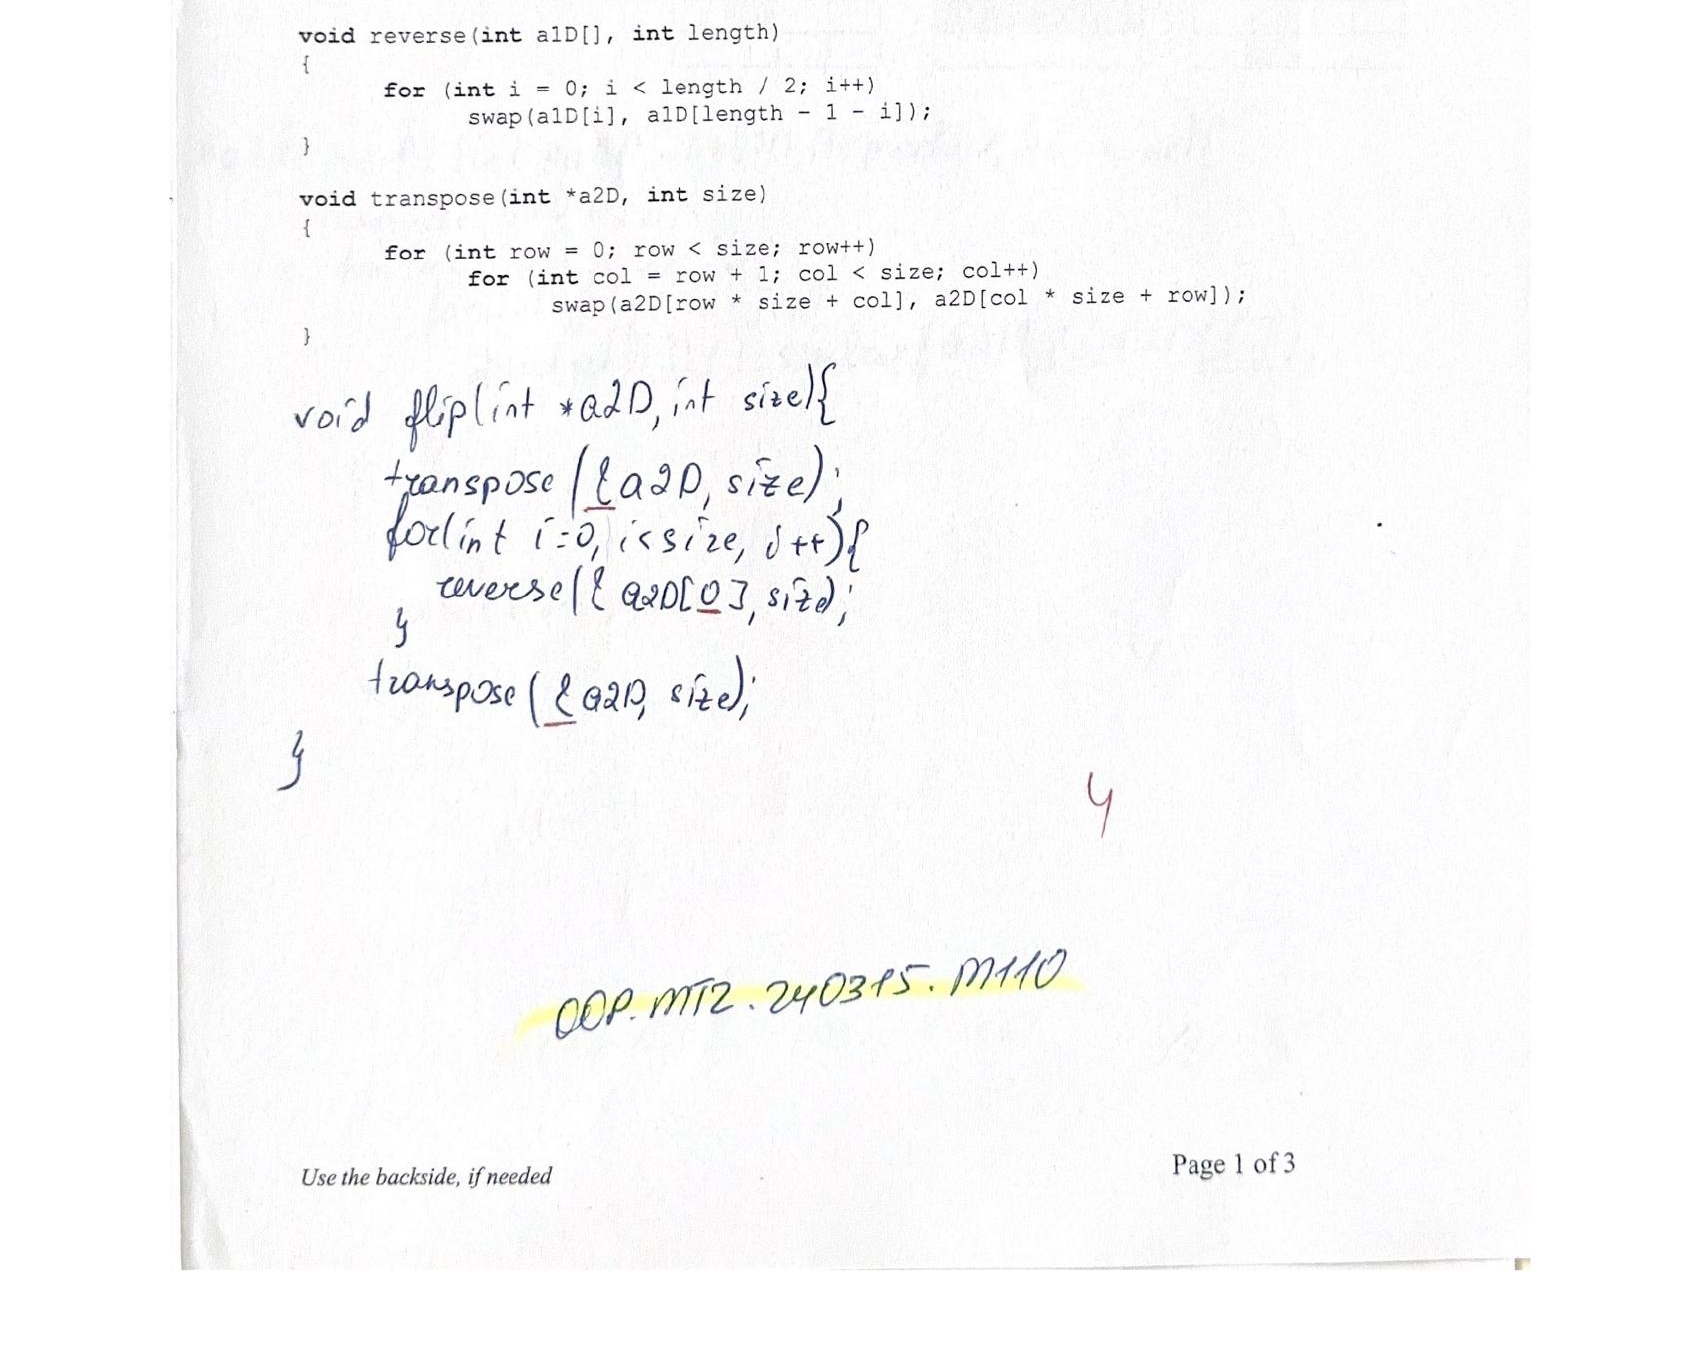 void reverse(int a1D[], int length)
{
for (int i = 0; i < length / 2; i++)
swap(a1D[i], a1D[length - 1 - i]);
}
void transpose(int *a2D, int size)
{
for (int row = 0; row < size; row++)
for (int col = row + 1; col < size; col++)
swap(a2D[row * size + col], a2D[col * size + row]);
}
void flip(int *a2D, int size){
transpose(&a2D, size);
for(int i=0, i<size, i++){
reverse(&a2D[0], size);
}
transpose(&a2D, size);
}
4
OOP.MT2.240315.M110
Use the backside, if needed
Page 1 of 3